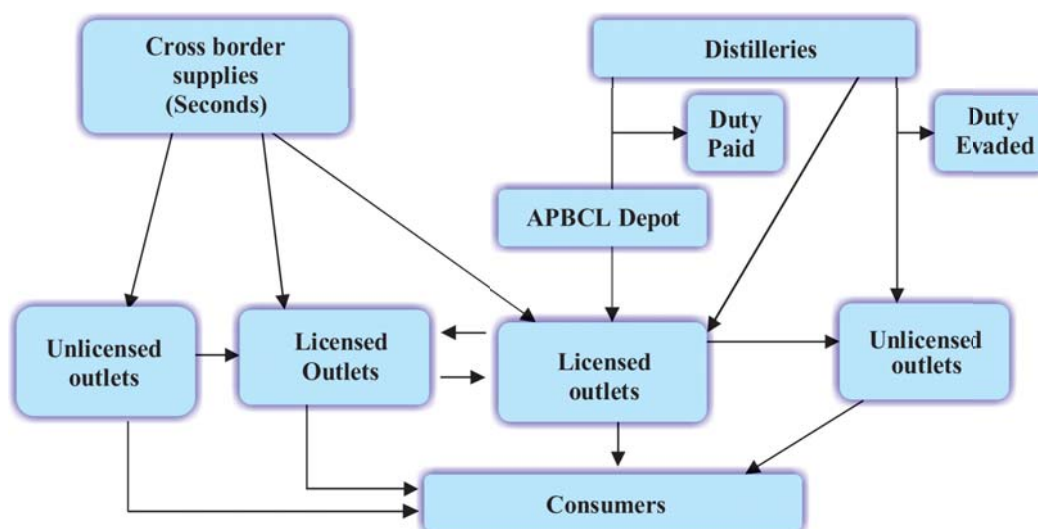 Cross border
supplies
(Seconds)
Distilleries
Duty
Paid
Duty
Evaded
APBCL Depot
Unlicensed
outlets
Licensed
Outlets
Licensed
outlets
Unlicensed
outlets
Consumers